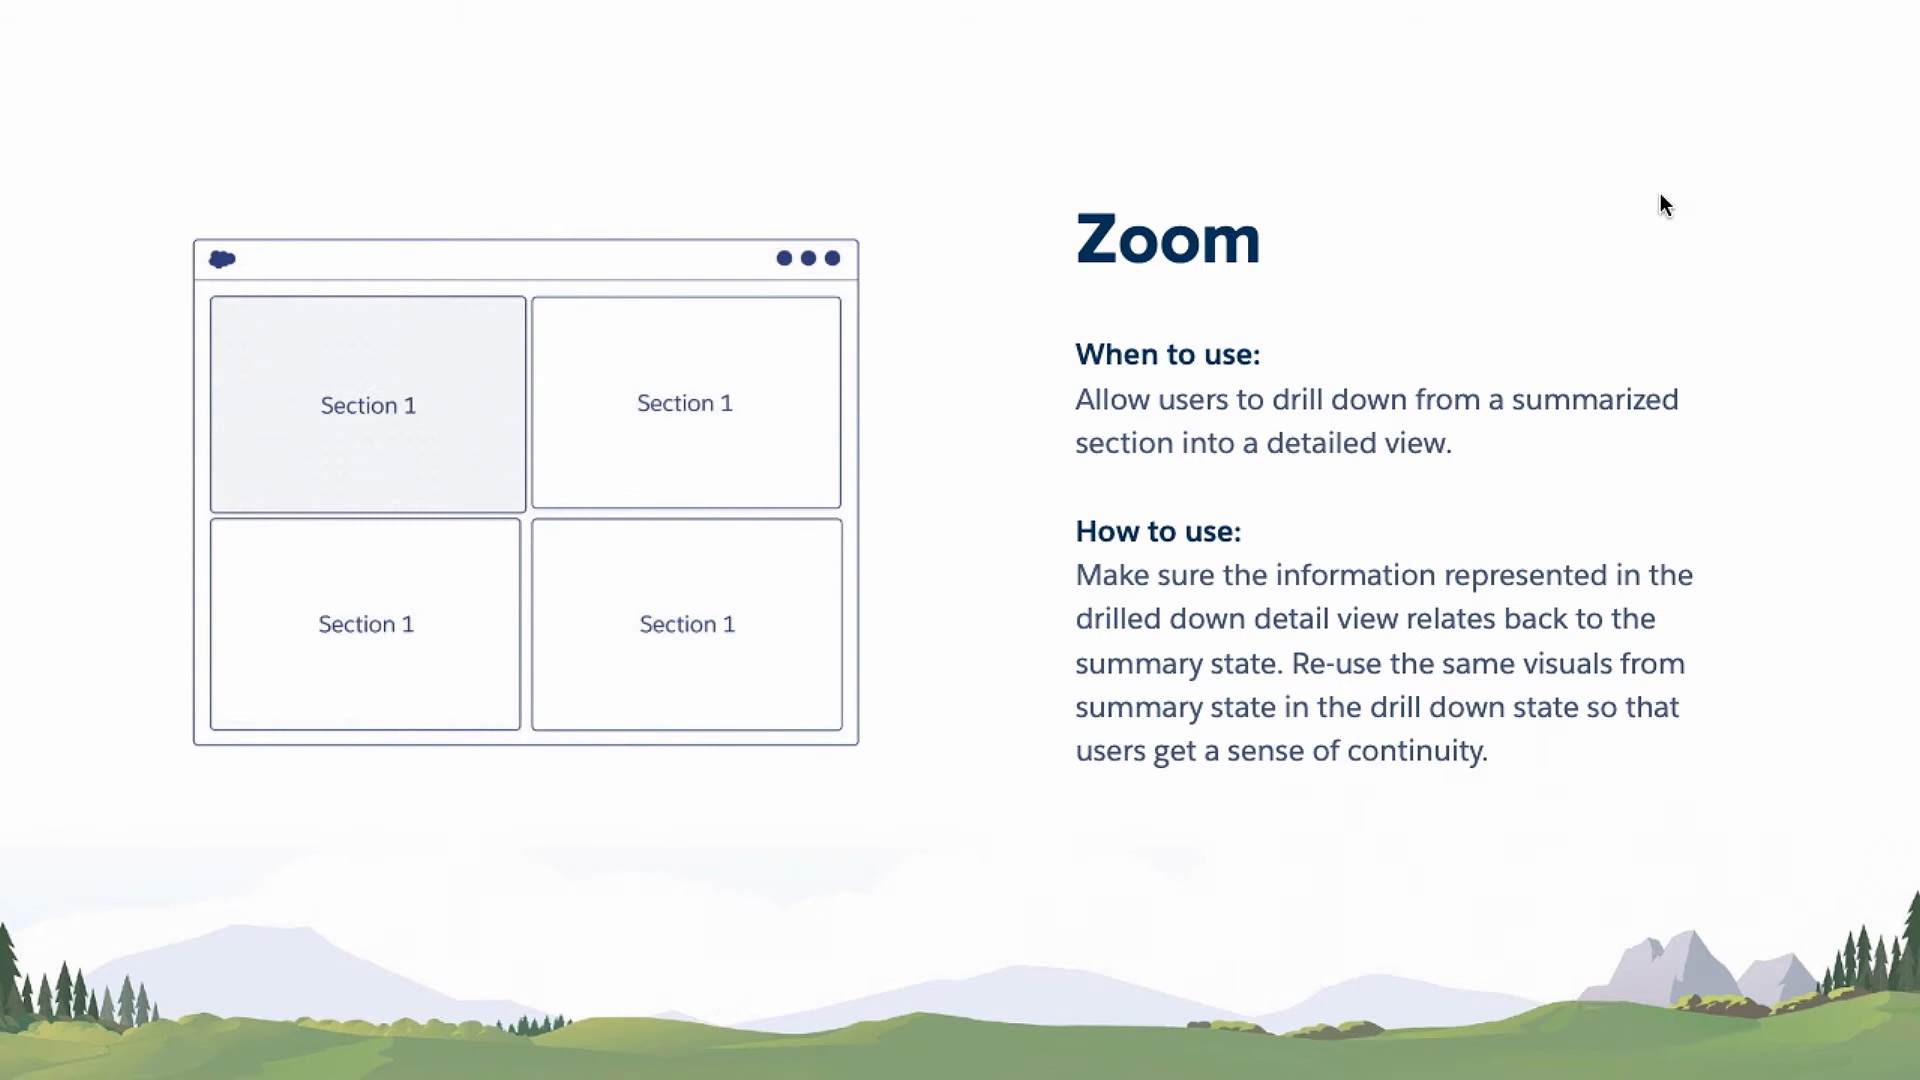 Section 1
Section 1
Section 1
Section 1
Zoom
When to use:
Allow users to drill down from a summarized
section into a detailed view.
How to use:
Make sure the information represented in the
drilled down detail view relates back to the
summary state. Re-use the same visuals from
summary state in the drill down state so that
users get a sense of continuity.